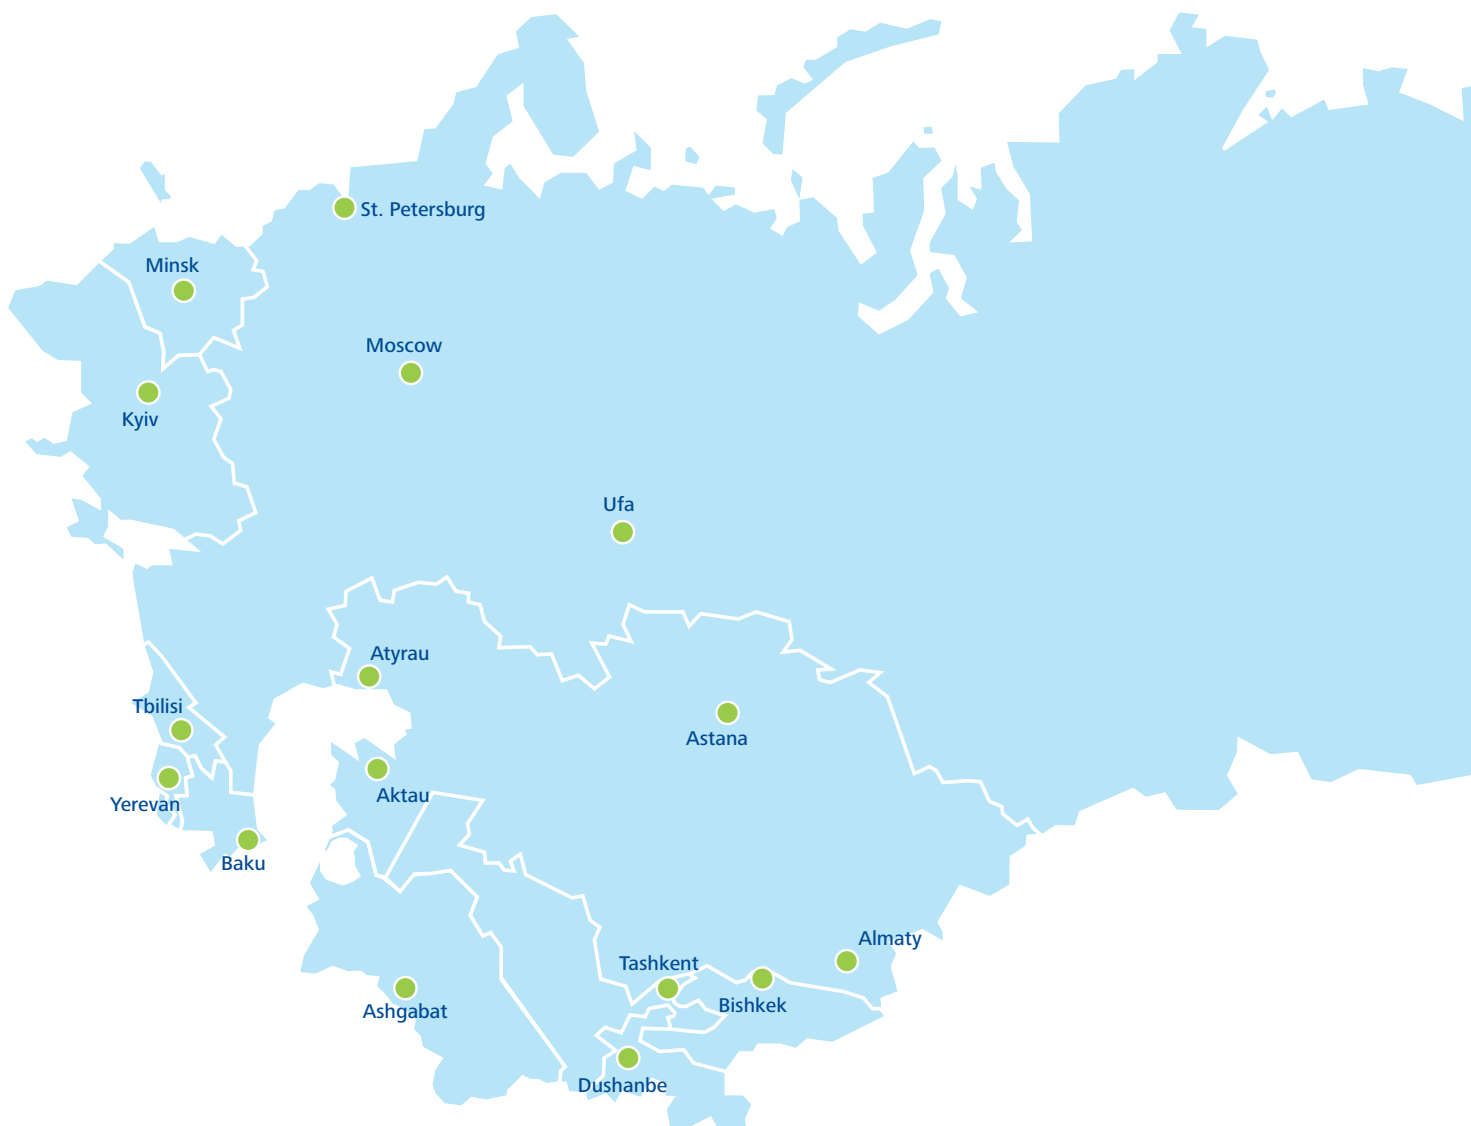 St. Petersburg
Minsk
Moscow
Kyiv
Ufa
Atyrau
Tbilisi
Astana
Aktau
Yerevan
Baku
Almaty
Tashkent
Bishkek
Ashgabat
Dushanbe